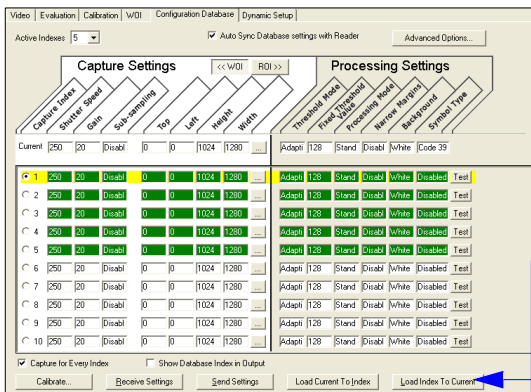 Video Evaluation Calibration WOI Configuration Database Dynamic Setup
Active Indexes 5 Auto Sync Database settings with Reader Advanced Options...
Capture Settings << WOI ROI >> Processing Settings
Capture Index Shutter Speed Gain Sub-sampling Top Left Height Width Threshold Mode Fixed Threshold Value Processing Mode Narrow Margins Background Symbol Type
Current 250 20 Disabl 0 0 1024 1280 ... Adapti 128 Stand Disabl White Code 39
1 250 20 Disabl 0 0 1024 1280 ... Adapti 128 Stand Disabl White Disabled Test
2 250 20 Disabl 0 0 1024 1280 ... Adapti 128 Stand Disabl White Disabled Test
3 250 20 Disabl 0 0 1024 1280 ... Adapti 128 Stand Disabl White Disabled Test
4 250 20 Disabl 0 0 1024 1280 ... Adapti 128 Stand Disabl White Disabled Test
5 250 20 Disabl 0 0 1024 1280 ... Adapti 128 Stand Disabl White Disabled Test
6 250 20 Disabl 0 0 1024 1280 ... Adapti 128 Stand Disabl White Disabled Test
7 250 20 Disabl 0 0 1024 1280 ... Adapti 128 Stand Disabl White Disabled Test
8 250 20 Disabl 0 0 1024 1280 ... Adapti 128 Stand Disabl White Disabled Test
9 250 20 Disabl 0 0 1024 1280 ... Adapti 128 Stand Disabl White Disabled Test
10 250 20 Disabl 0 0 1024 1280 ... Adapti 128 Stand Disabl White Disabled Test
Capture for Every Index Show Database Index in Output
Calibrate... Receive Settings Send Settings Load Current To Index Load Index To Current